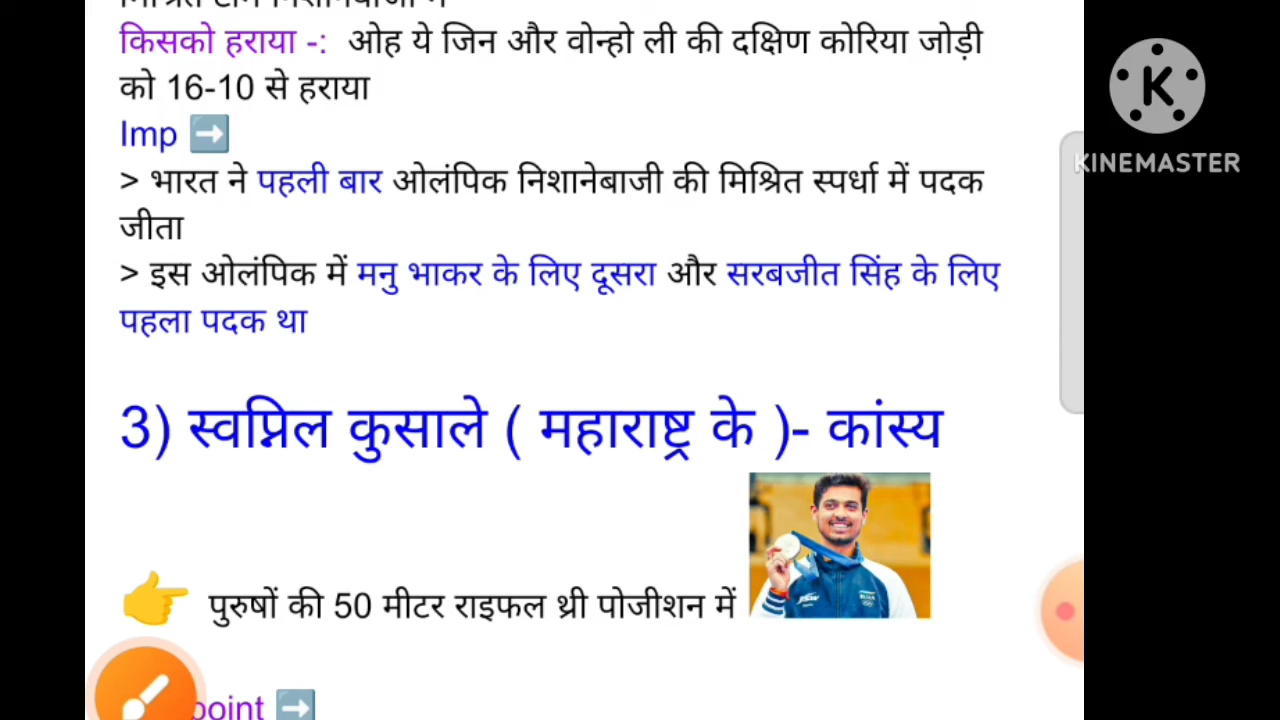 मिश्रित टीम निशानेबाजी में
किसको हराया -: ओह ये जिन और वोन्हो ली की दक्षिण कोरिया जोड़ी
को 16-10 से हराया
Imp ➡️
> भारत ने पहली बार ओलंपिक निशानेबाजी की मिश्रित स्पर्धा में पदक
जीता
> इस ओलंपिक में मनु भाकर के लिए दूसरा और सरबजीत सिंह के लिए
पहला पदक था
3) स्वप्निल कुसाले ( महाराष्ट्र के )- कांस्य
👉 पुरुषों की 50 मीटर राइफल थ्री पोजीशन में
point ➡️
K
KINEMASTER